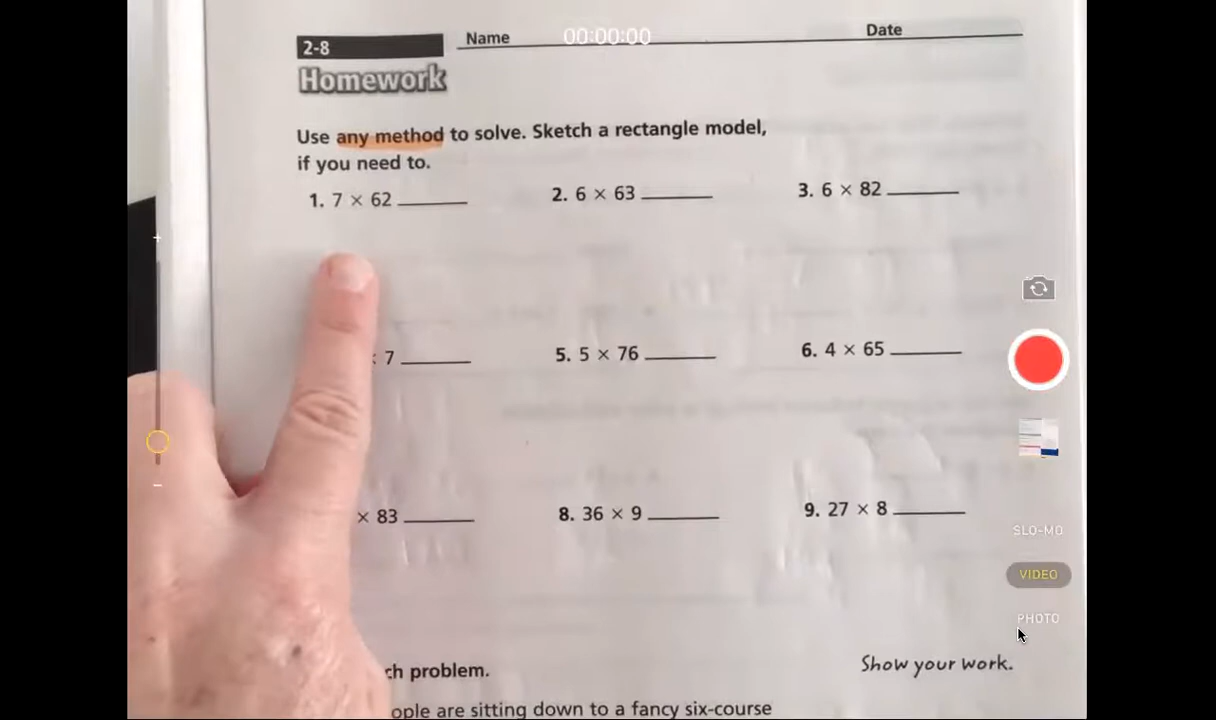 2-8
Name
00:00:00
Date
Homework
Use any method to solve. Sketch a rectangle model,
if you need to.
1. 7 × 62
2. 6 × 63
3. 6 × 82
7
5. 5 × 76
6. 4 × 65
× 83
8. 36 × 9
9. 27 × 8
SLO-MO
VIDEO
PHOTO
problem.
Show your work.
are sitting down to a fancy six-course